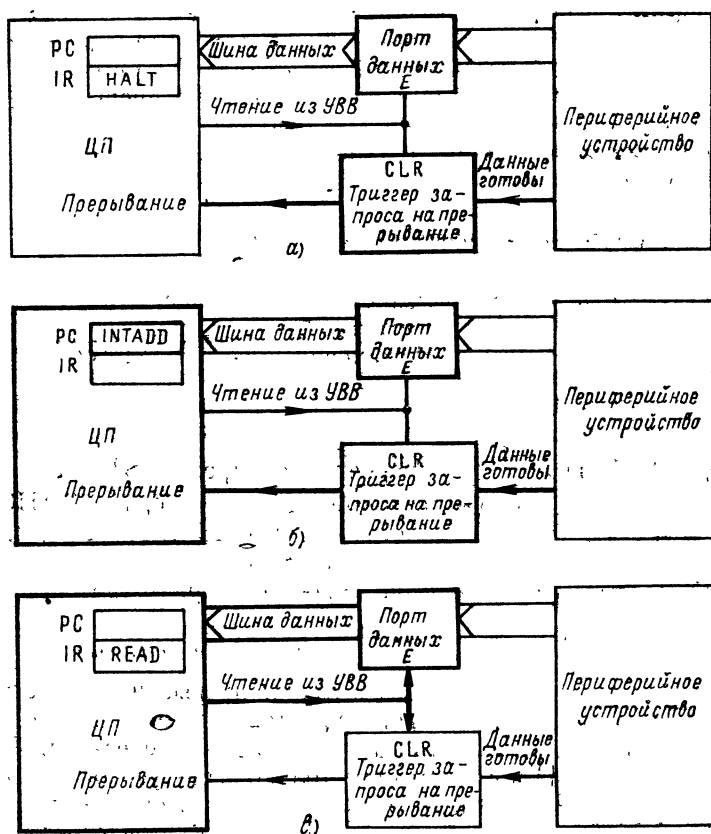 PC
IR HALT
ЦП
Прерывание
Шина данных
Чтение из УВВ
Порт
данных
E
CLR
Триггер за-
проса на пре-
рывание
Данные
готовы
Периферийное
устройство
а)
PC INTADD
IR
ЦП
Прерывание
Шина данных
Чтение из УВВ
Порт
данных
E
CLR
Триггер за-
проса на пре-
рывание
Данные
готовы
Периферийное
устройство
б)
PC
IR READ
ЦП
Прерывание
Шина данных
Чтение из УВВ
Порт
данных
E
CLR
Триггер за-
проса на пре-
рывание
Данные
готовы
Периферийное
устройство
в)